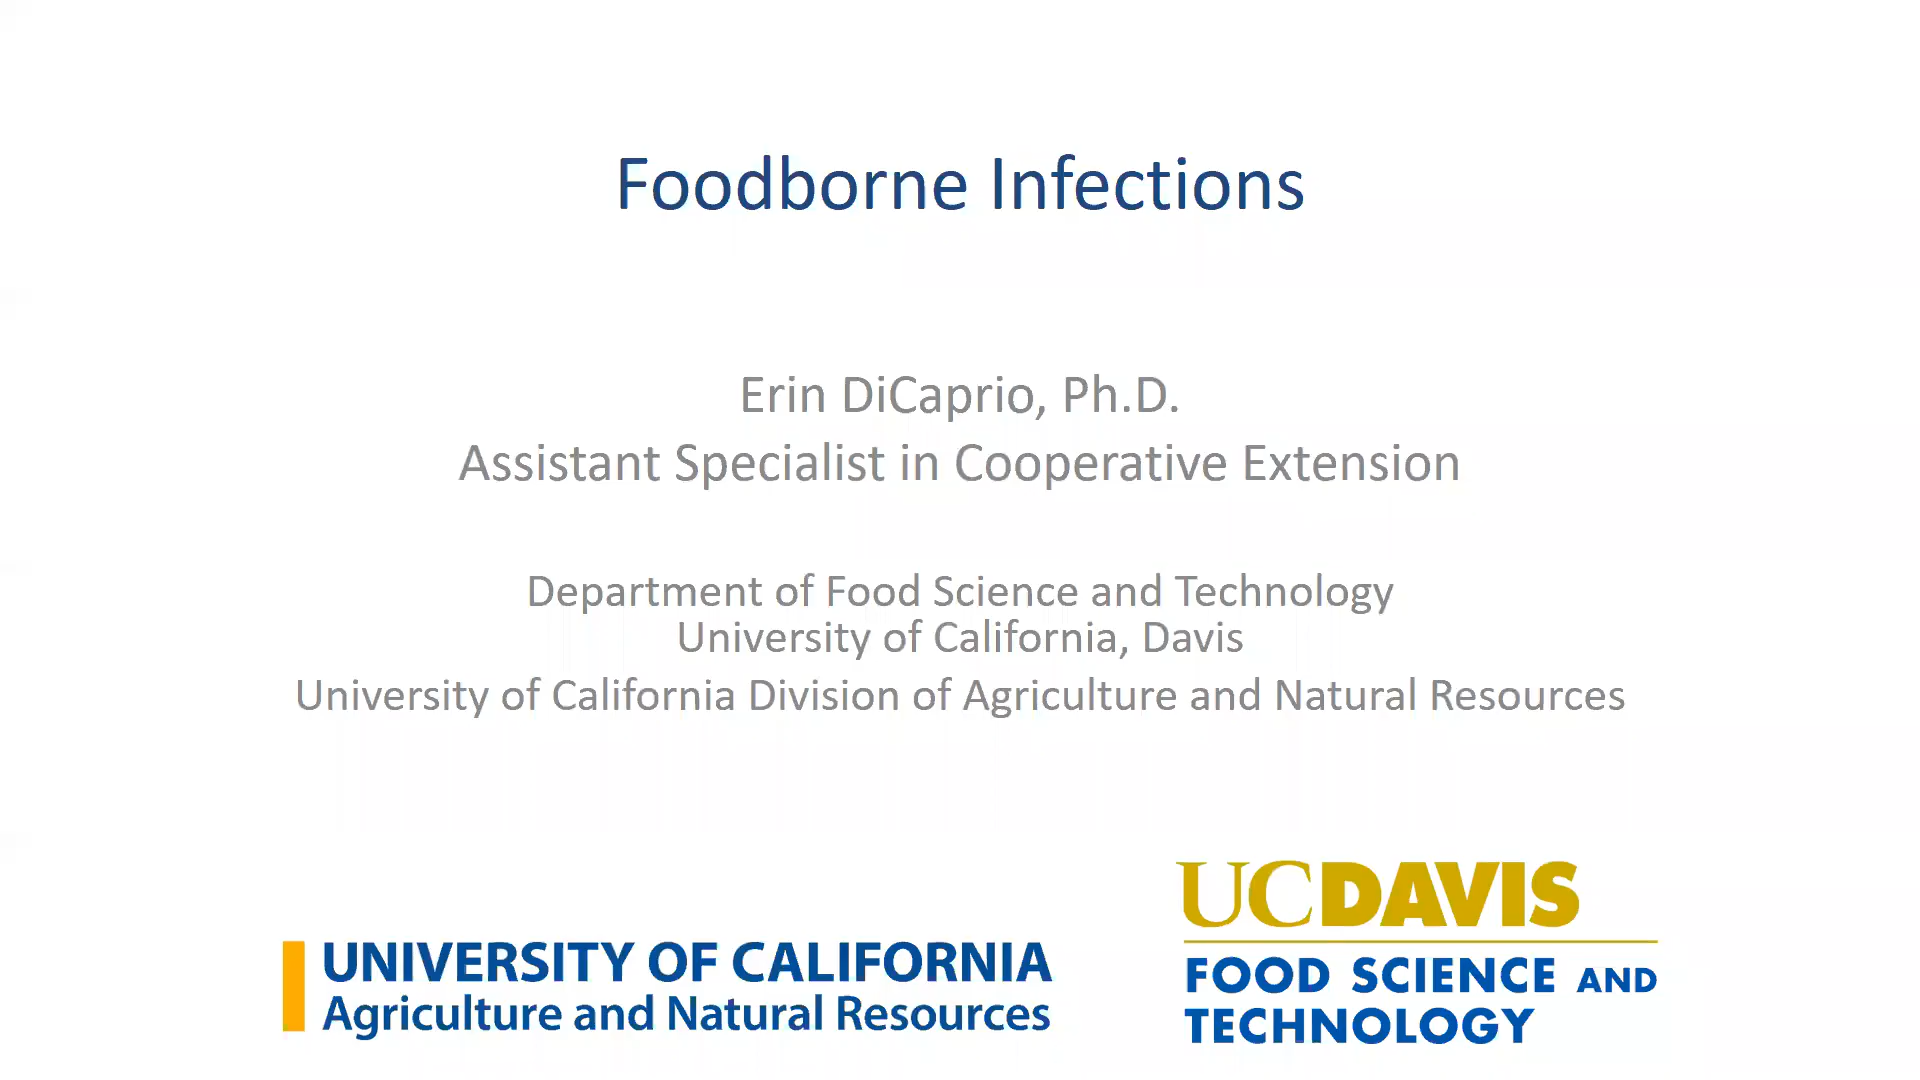 Foodborne Infections
Erin DiCaprio, Ph.D.
Assistant Specialist in Cooperative Extension
Department of Food Science and Technology
University of California, Davis
University of California Division of Agriculture and Natural Resources
UNIVERSITY OF CALIFORNIA
Agriculture and Natural Resources
UCDAVIS
FOOD SCIENCE AND
TECHNOLOGY